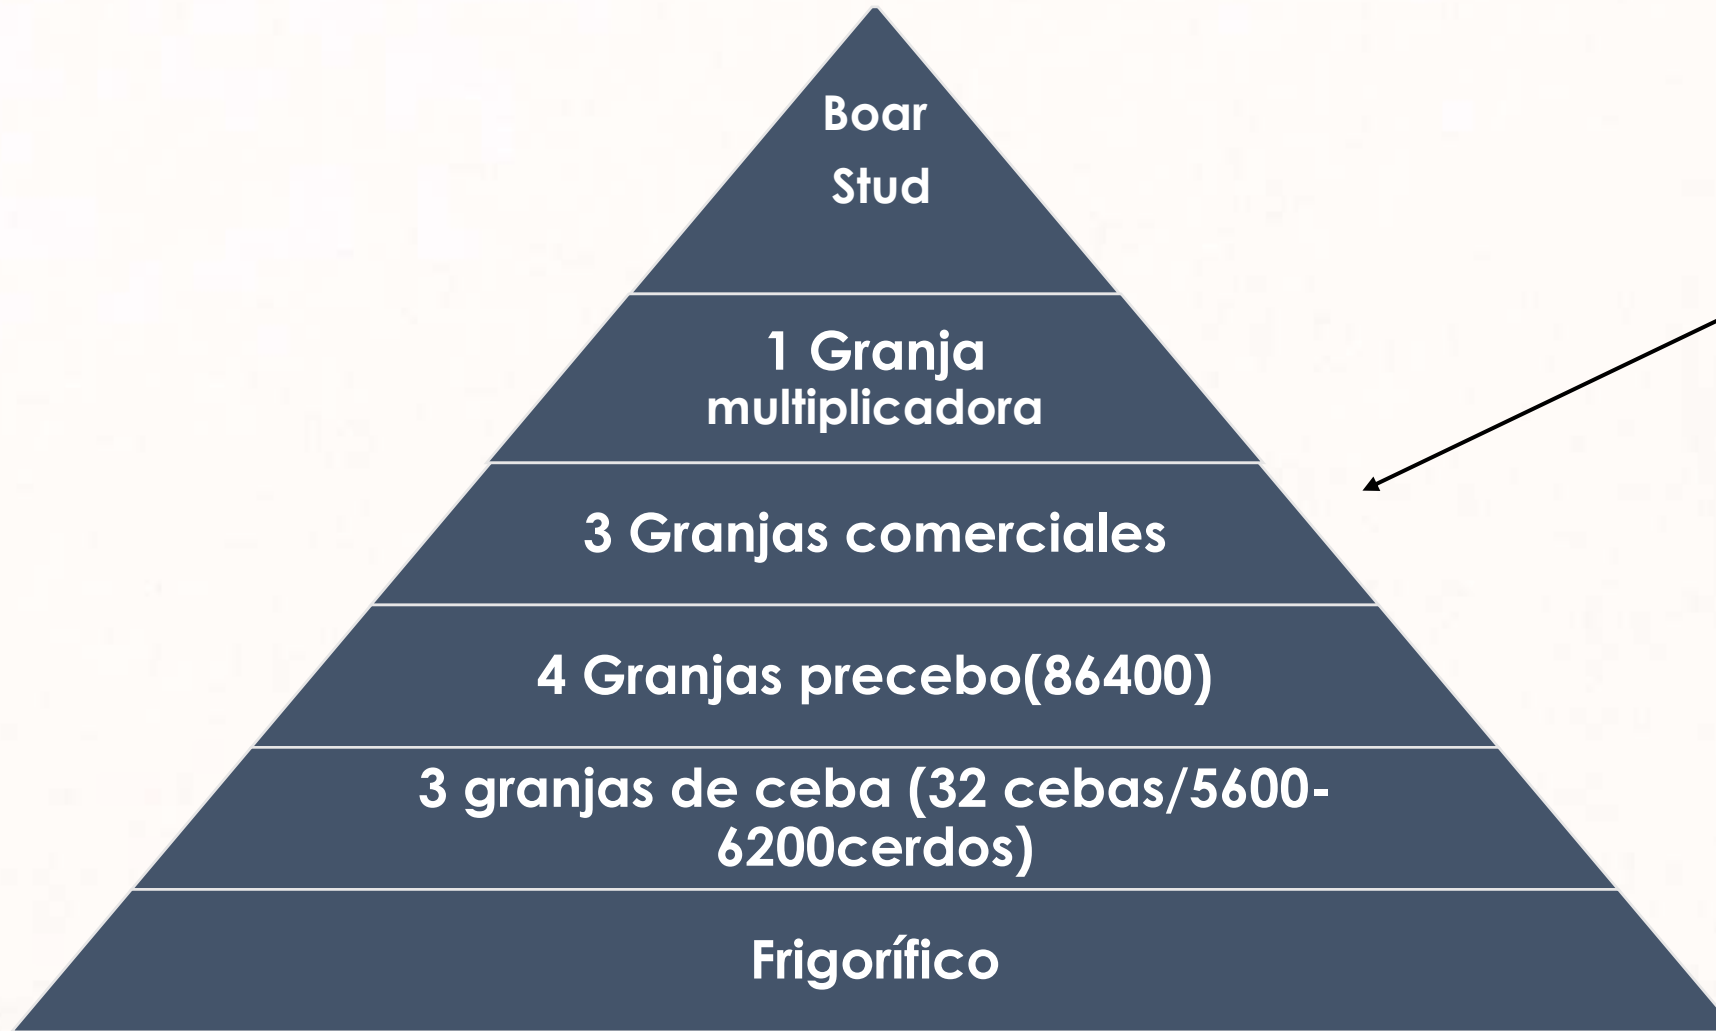 Boar
Stud
1 Granja
multiplicadora
3 Granjas comerciales
4 Granjas precebo(86400)
3 granjas de ceba (32 cebas/5600-
6200cerdos)
Frigorífico